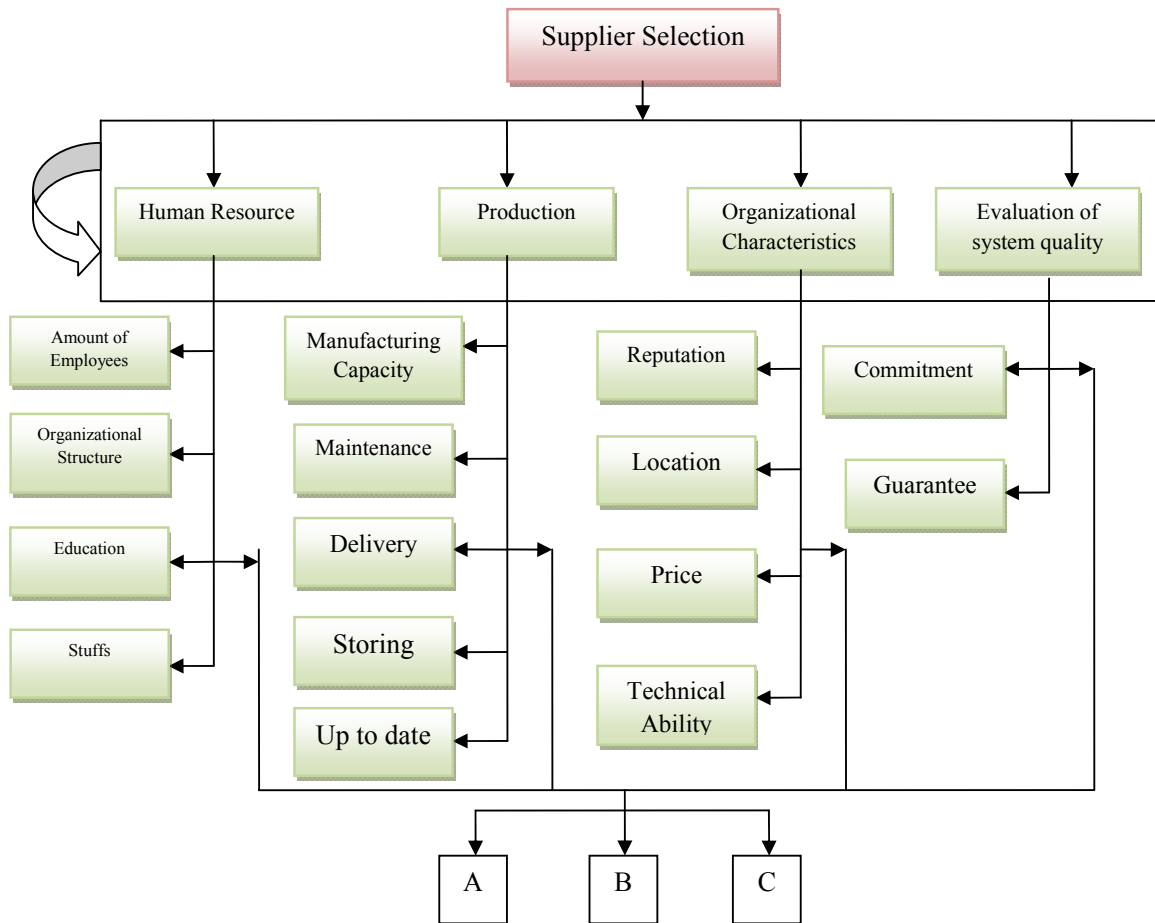 Supplier Selection
Human Resource
Production
Organizational
Characteristics
Evaluation of
system quality
Amount of
Employees
Organizational
Structure
Education
Stuffs
Manufacturing
Capacity
Maintenance
Delivery
Storing
Up to date
Reputation
Location
Price
Technical
Ability
Commitment
Guarantee
A
B
C